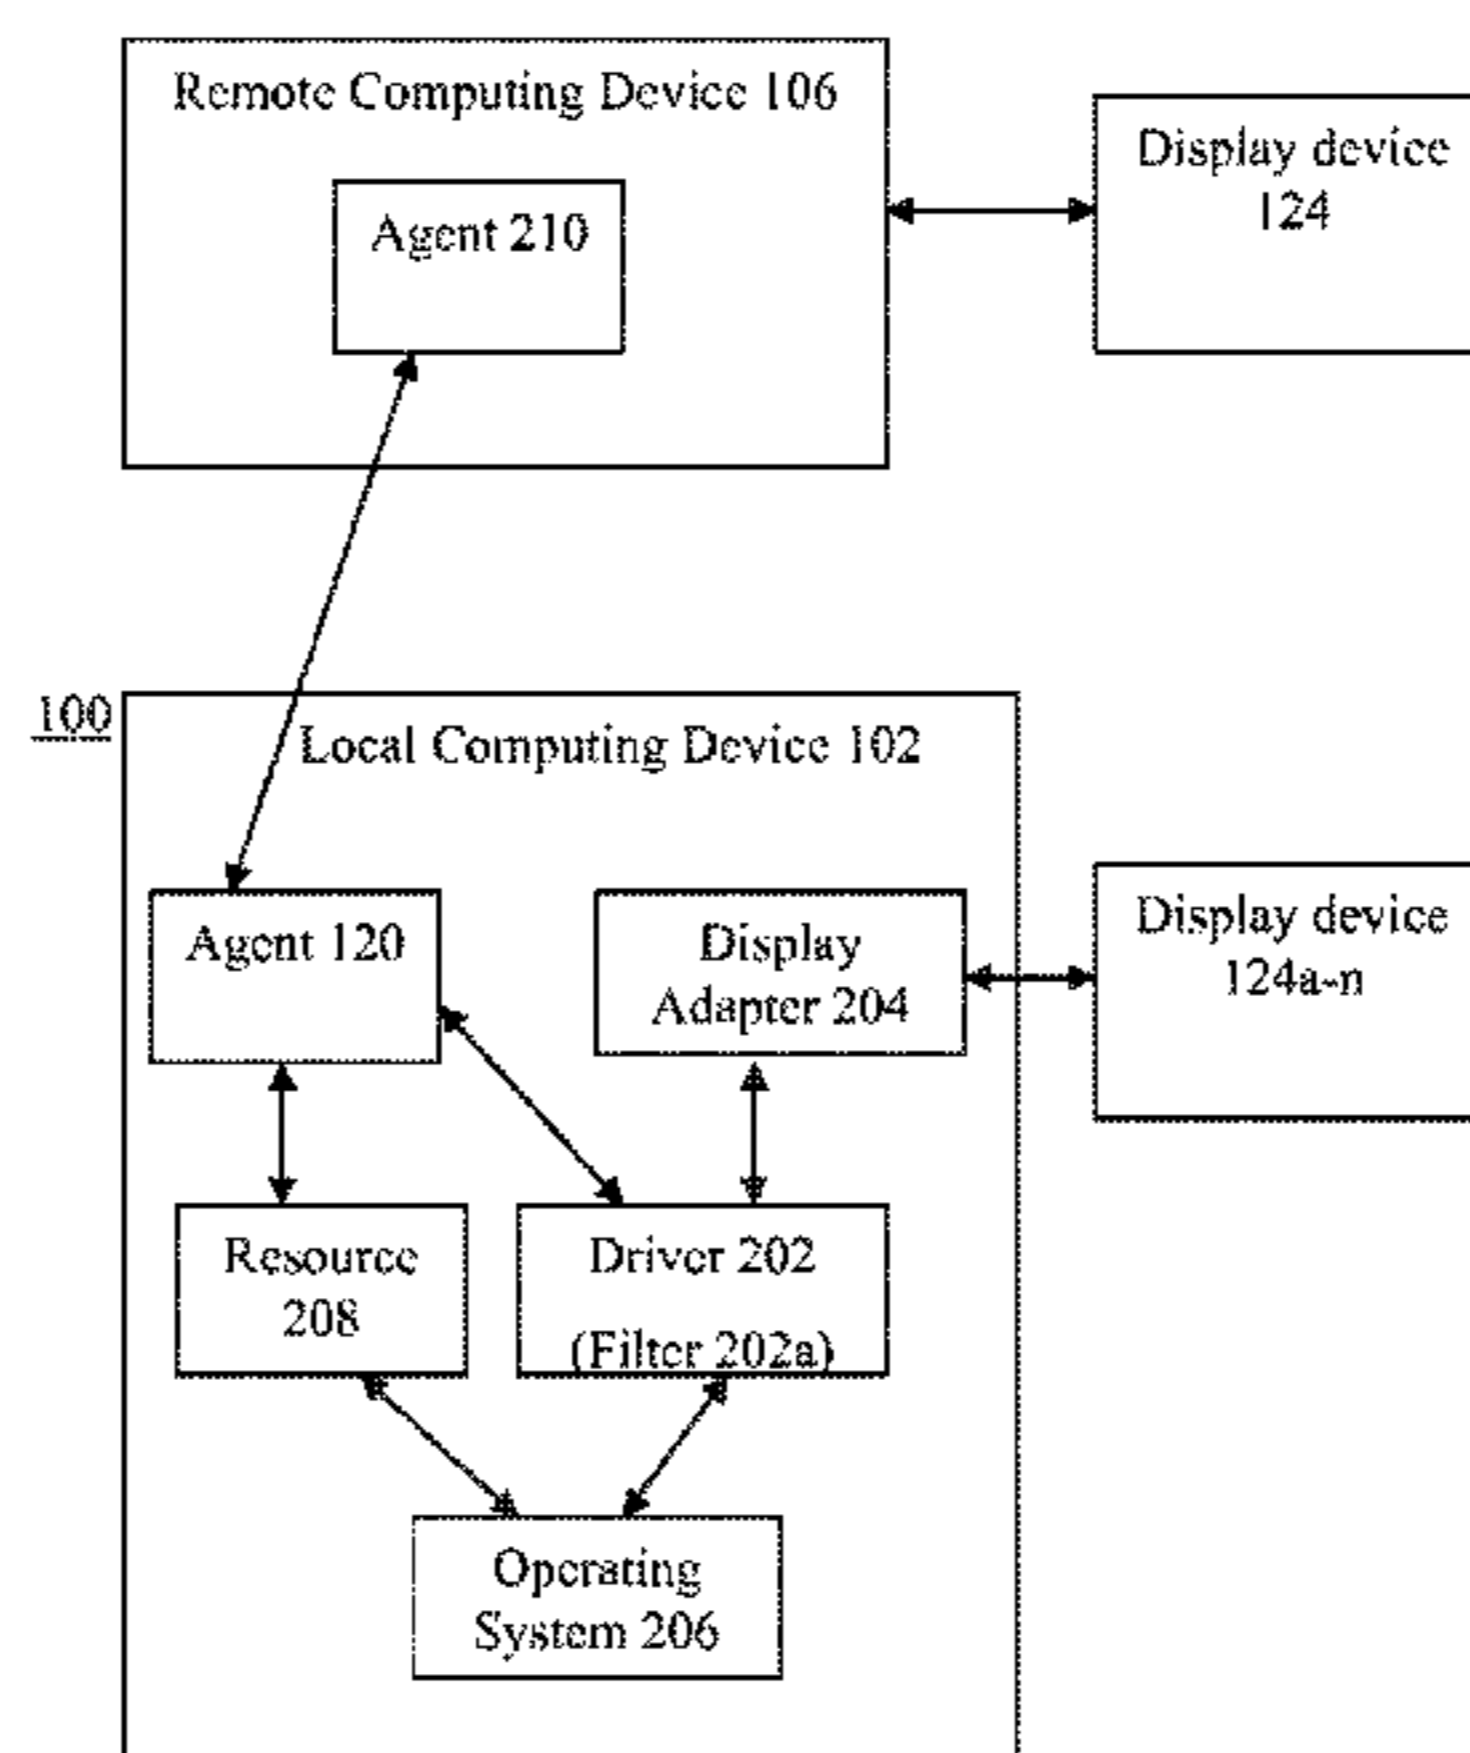 Remote Computing Device 106
Agent 210
Display device
124
100
Local Computing Device 102
Agent 120
Display
Adapter 204
Display device
124a-n
Resource
208
Driver 202
(Filter 202a)
Operating
System 206